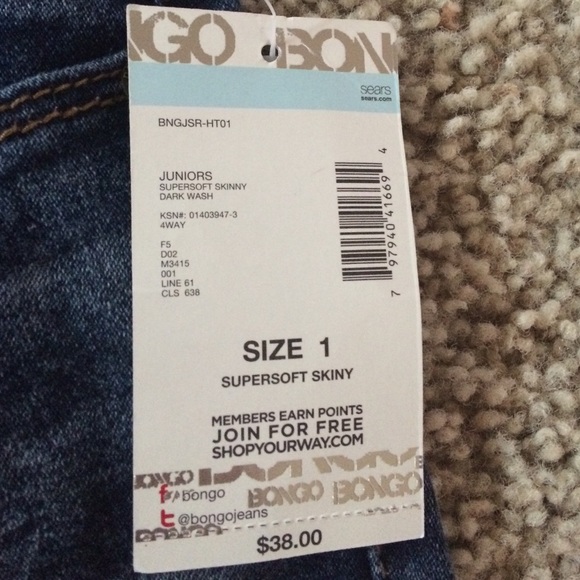 NGO BON
sears
sears.com
BNGJSR-HT01
JUNIORS
SUPERSOFT SKINNY
DARK WASH
KSN#: 01403947-3
4WAY
F5
D02
M3415
001
LINE 61
CLS 638
7 97940 41669 4
SIZE 1
SUPERSOFT SKINY
MEMBERS EARN POINTS
JOIN FOR FREE
SHOPYOURWAY.COM
BONGO
f /bongo
BONGO BONGO
t @bongojeans
$38.00